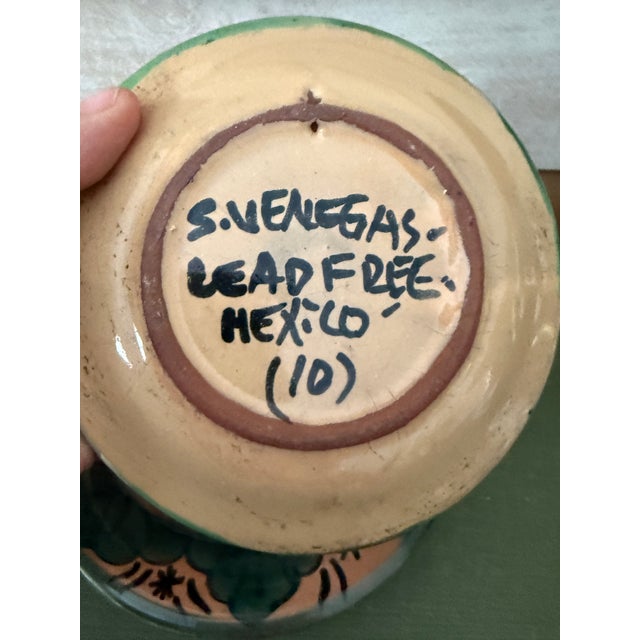 S. VENEGAS-
LEAD FREE-
MEXICO
(10)